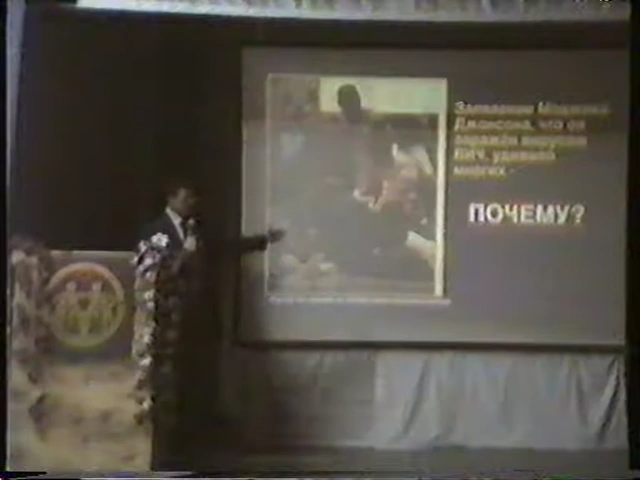 Заявление Мэджика
Джонсона, что он
заражён вирусом
ВИЧ, удивило
многих -
ПОЧЕМУ?